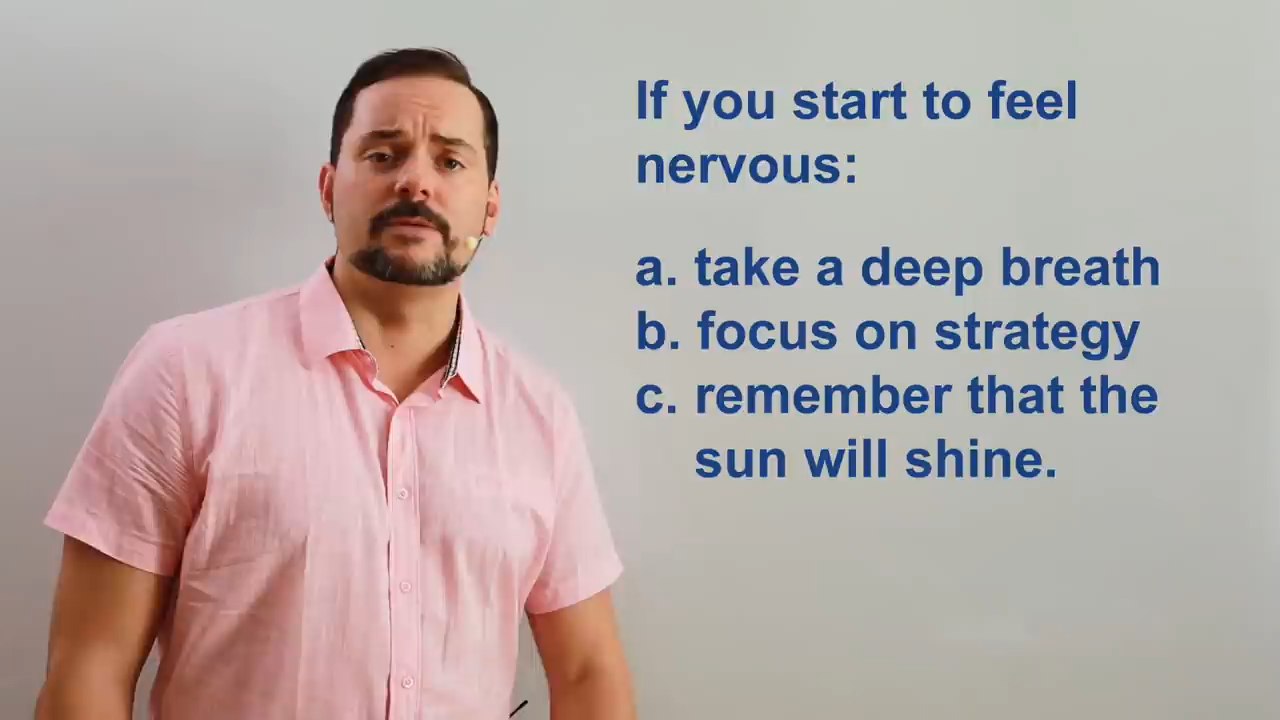 If you start to feel
nervous:
a. take a deep breath
b. focus on strategy
c. remember that the
sun will shine.